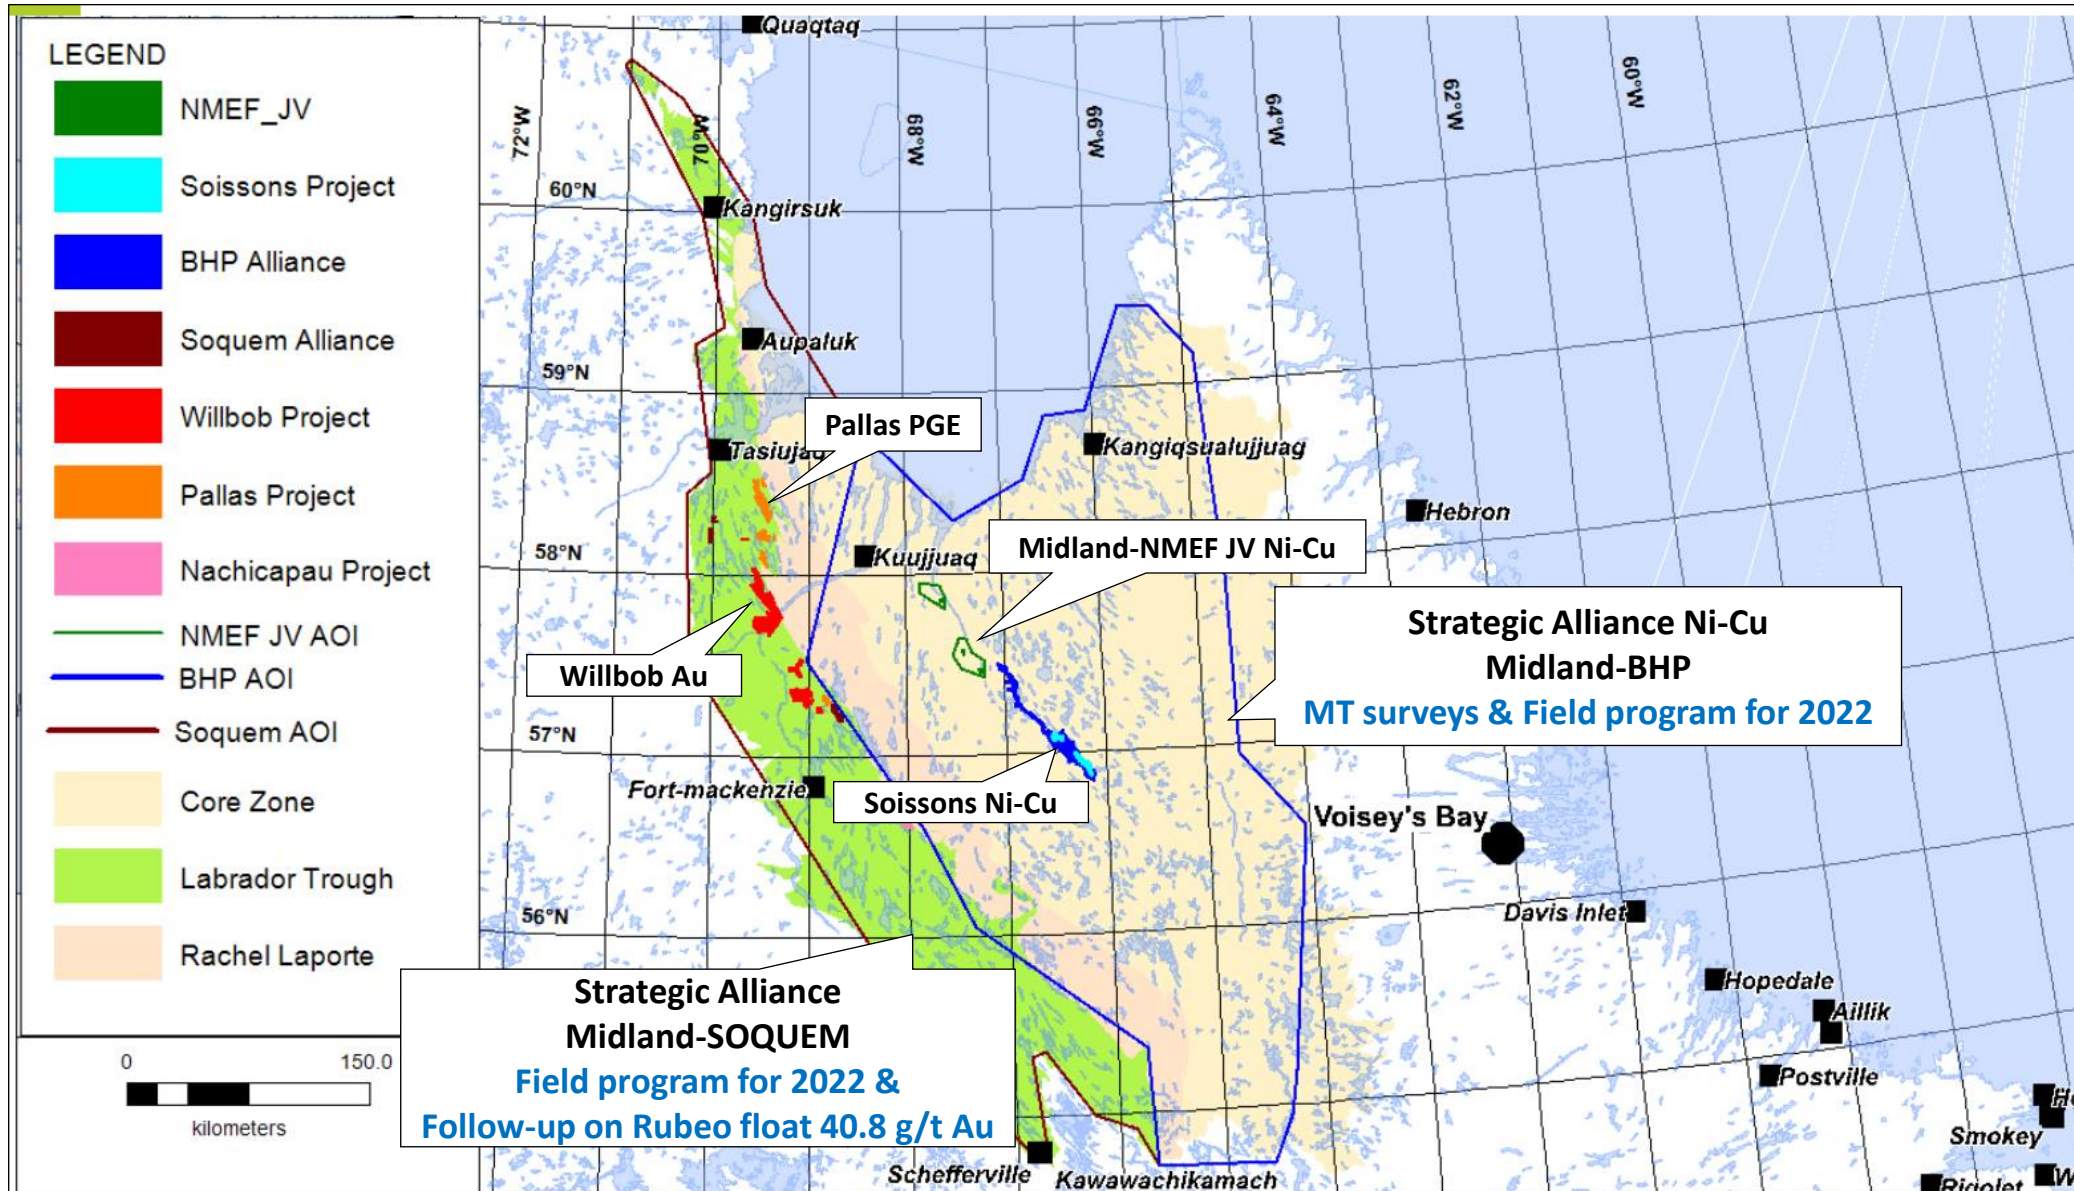 LEGEND
NMEF_JV
Soissons Project
BHP Alliance
Soquem Alliance
Willbob Project
Pallas Project
Nachicapau Project
NMEF JV AOI
BHP AOI
Soquem AOI
Core Zone
Labrador Trough
Rachel Laporte
0 150.0
kilometers
Quaqtaq
72°W
70°W
68°W
66°W
64°W
62°W
60°W
60°N
Kangirsuk
Aupaluk
59°N
Pallas PGE
Tasiujaq
Kangiqsualujjuaq
Hebron
Midland-NMEF JV Ni-Cu
58°N
Kuujjuaq
Strategic Alliance Ni-Cu
Midland-BHP
MT surveys & Field program for 2022
Willbob Au
57°N
Fort-mackenzie
Soissons Ni-Cu
Voisey's Bay
56°N
Davis Inlet
Strategic Alliance
Midland-SOQUEM
Field program for 2022 &
Follow-up on Rubeo float 40.8 g/t Au
Hopedale
Aillik
Postville
Smokey
Schefferville
Kawawachikamach
Rigolet